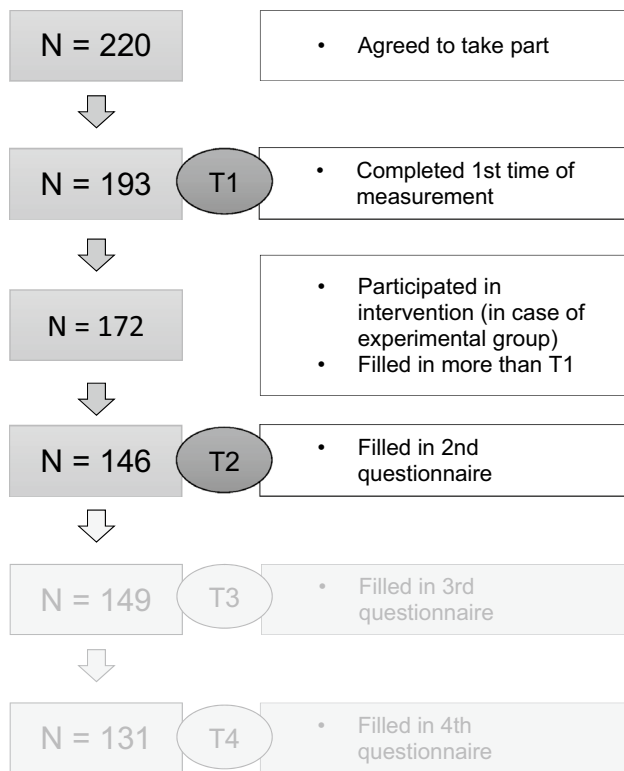 N = 220
• Agreed to take part
N = 193
T1
• Completed 1st time of
measurement
N = 172
• Participated in
intervention (in case of
experimental group)
• Filled in more than T1
N = 146
T2
• Filled in 2nd
questionnaire
N = 149
T3
• Filled in 3rd
questionnaire
N = 131
T4
• Filled in 4th
questionnaire